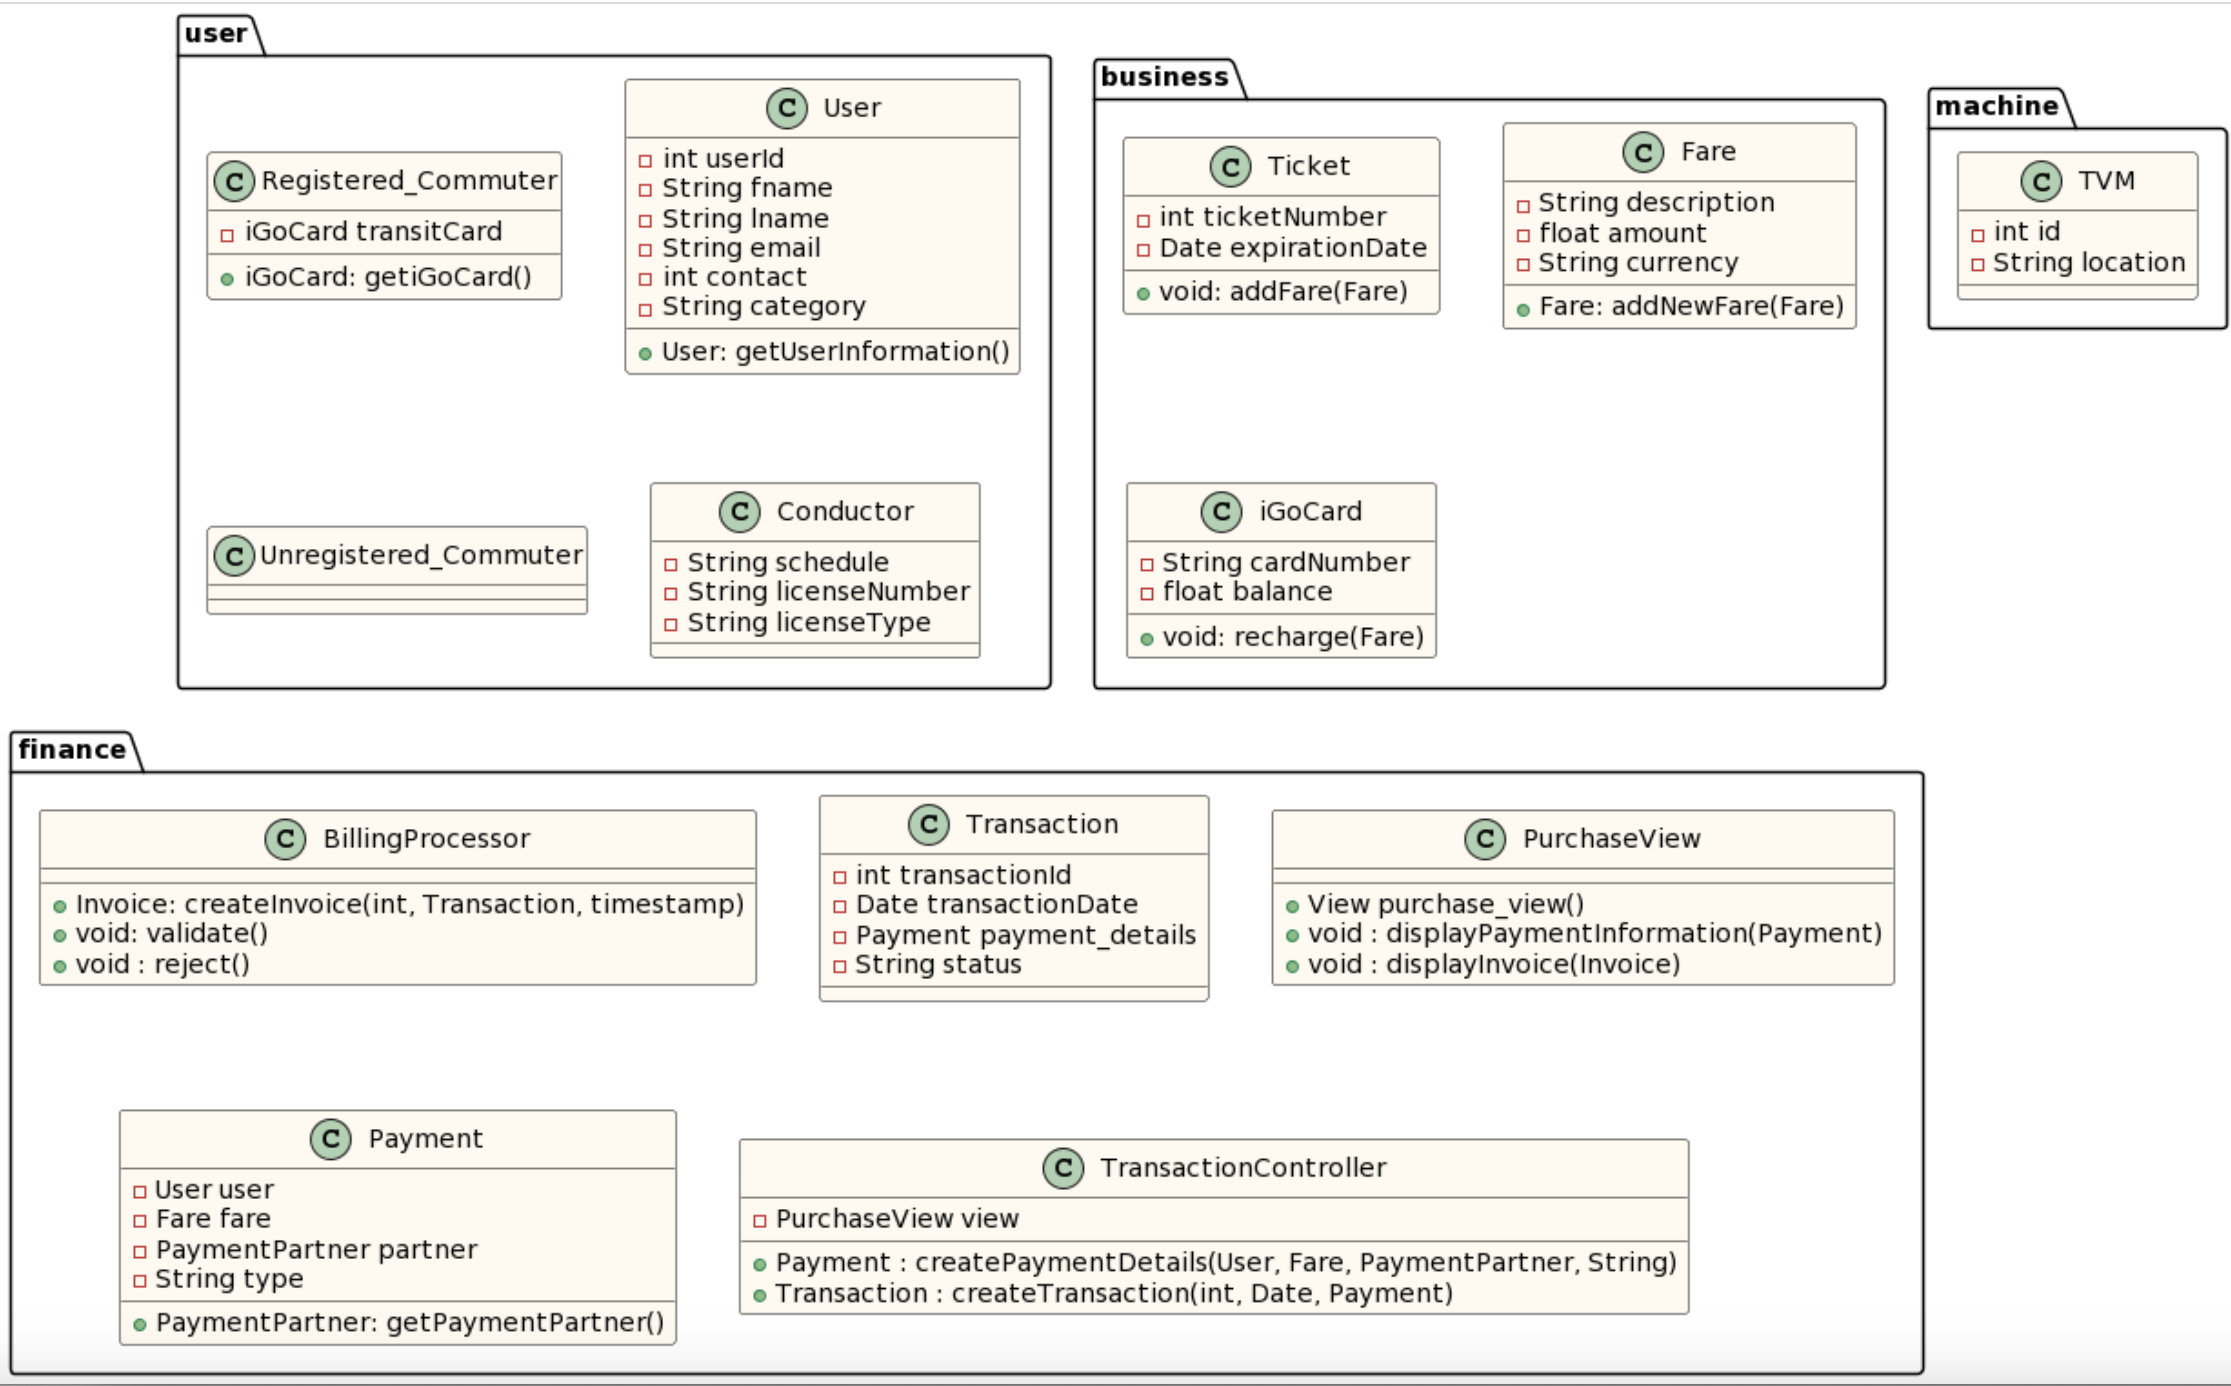 user
C User
int userId
String fname
String lname
String email
int contact
String category
User: getUserInformation()
C Registered_Commuter
iGoCard transitCard
iGoCard: getiGoCard()
C Unregistered_Commuter
C Conductor
String schedule
String licenseNumber
String licenseType
business
C Ticket
int ticketNumber
Date expirationDate
void: addFare(Fare)
C Fare
String description
float amount
String currency
Fare: addNewFare(Fare)
C iGoCard
String cardNumber
float balance
void: recharge(Fare)
machine
C TVM
int id
String location
finance
C BillingProcessor
Invoice: createInvoice(int, Transaction, timestamp)
void: validate()
void : reject()
C Transaction
int transactionId
Date transactionDate
Payment payment_details
String status
C PurchaseView
View purchase_view()
void : displayPaymentInformation(Payment)
void : displayInvoice(Invoice)
C Payment
User user
Fare fare
PaymentPartner partner
String type
PaymentPartner: getPaymentPartner()
C TransactionController
PurchaseView view
Payment : createPaymentDetails(User, Fare, PaymentPartner, String)
Transaction : createTransaction(int, Date, Payment)